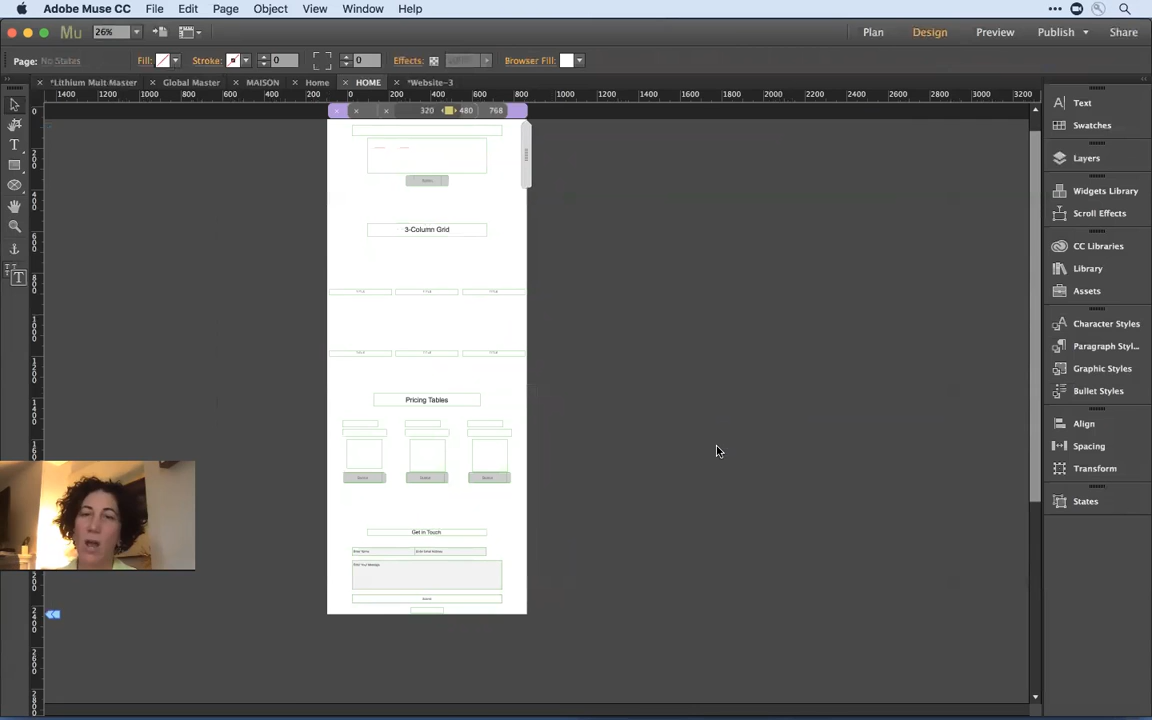 Adobe Muse CC File Edit Page Object View Window Help
Mu 26% Plan Design Preview Publish Share
Page: No States Fill: Stroke: 0 0 Effects: Browser Fill:
*Lithium Mult-Master Global Master MAISON Home HOME *Website-3
1400 1200 1000 800 600 400 200 0 200 400 600 800 1000 1200 1400 1600 1800 2000 2200 2400 2600 2800 3000 3200
320 480 768
3-Column Grid
Pricing Tables
Get in Touch
Text
Swatches
Layers
Widgets Library
Scroll Effects
CC Libraries
Library
Assets
Character Styles
Paragraph Styl...
Graphic Styles
Bullet Styles
Align
Spacing
Transform
States